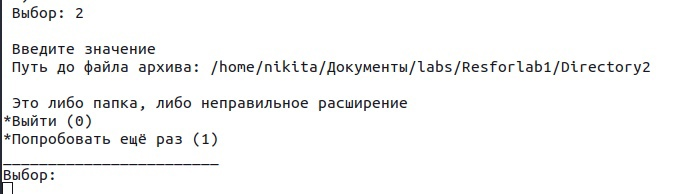 Выбор: 2
Введите значение
Путь до файла архива: /home/nikita/Документы/labs/Resforlab1/Directory2
Это либо папка, либо неправильное расширение
*Выйти (0)
*Попробовать ещё раз (1)
________________________
Выбор: